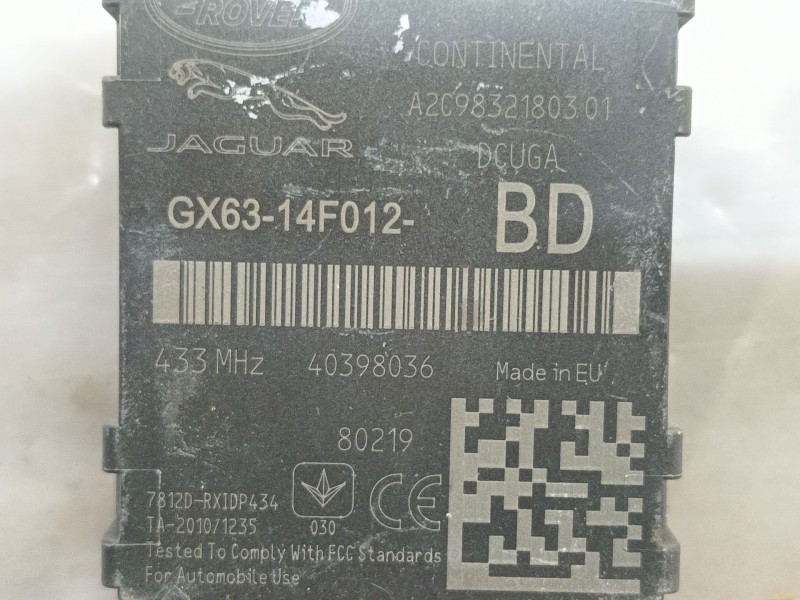 ROVER
CONTINENTAL
A2C98321803 01
JAGUAR
DCUGA
GX63-14F012-
BD
433 MHz
40398036
Made in EU
80219
7812D-RXIDP434
TA-2010/1235
030
CE
Tested To Comply With FCC Standards
For Automobile Use